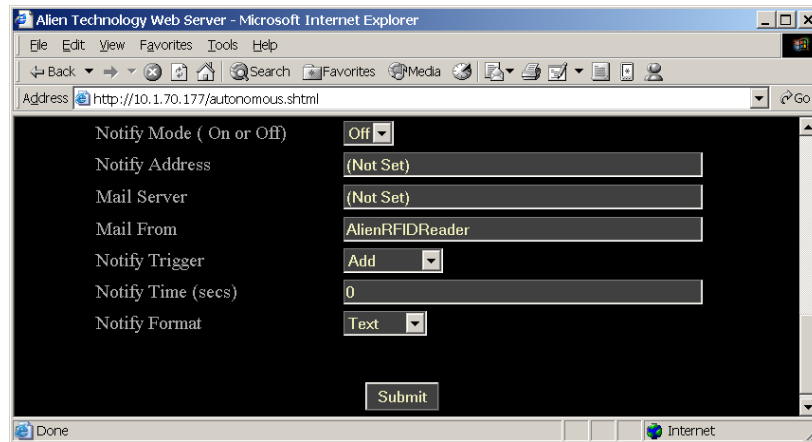 Alien Technology Web Server - Microsoft Internet Explorer
File Edit View Favorites Tools Help
Back Search Favorites Media
Address http://10.1.70.177/autonomous.shtml Go
Notify Mode ( On or Off) Off
Notify Address (Not Set)
Mail Server (Not Set)
Mail From AlienRFIDReader
Notify Trigger Add
Notify Time (secs) 0
Notify Format Text
Submit
Done Internet